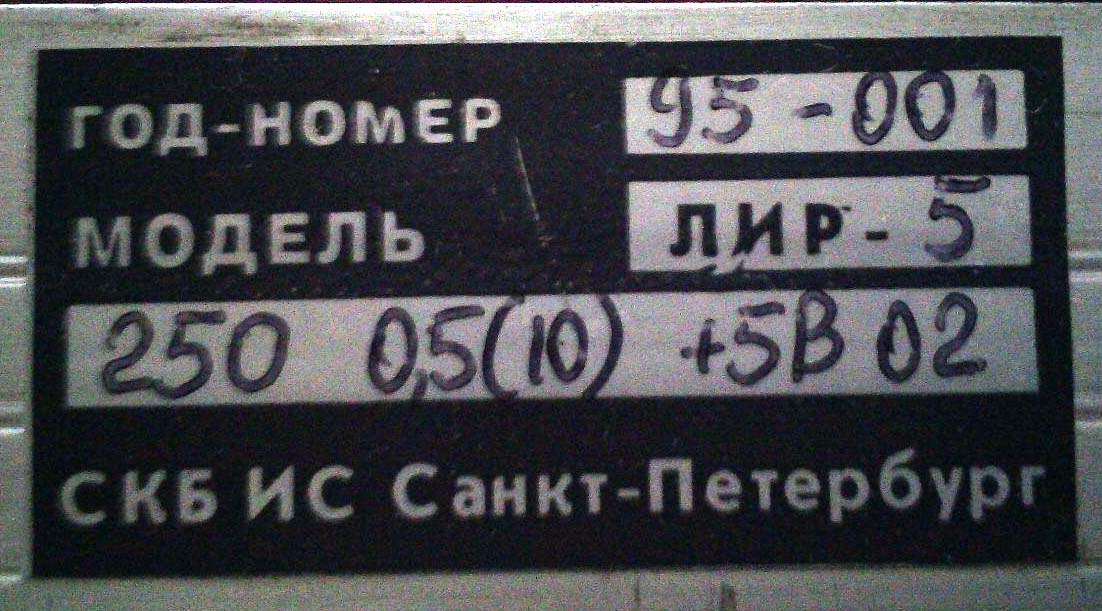 ГОД-НОМЕР 95-001
МОДЕЛЬ ЛИР-5
250 0,5(10) +5В 02
СКБ ИС Санкт-Петербург